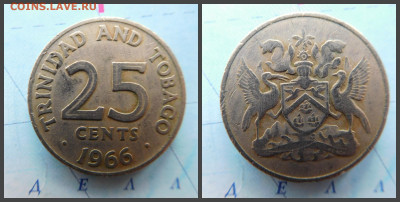 COINS.LAVE.RU
TRINIDAD AND TOBAGO
25
CENTS
· 1966 ·
Д Е Л Л
Д Е Л Л